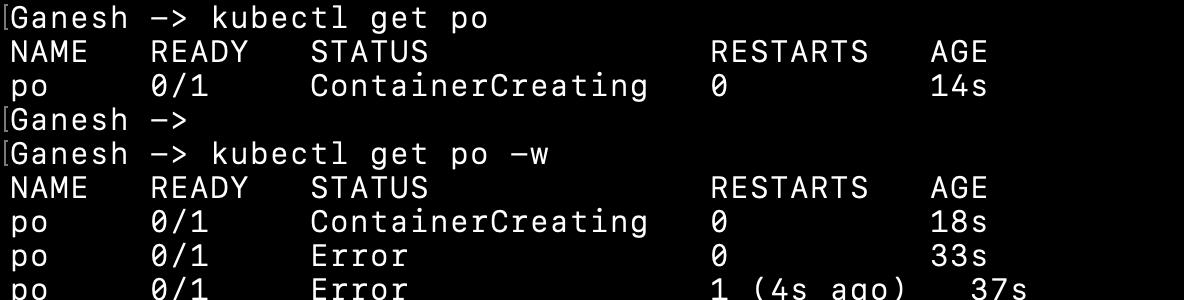 [Ganesh -> kubectl get po
NAME READY STATUS RESTARTS AGE
po 0/1 ContainerCreating 0 14s
[Ganesh ->
[Ganesh -> kubectl get po -w
NAME READY STATUS RESTARTS AGE
po 0/1 ContainerCreating 0 18s
po 0/1 Error 0 33s
po 0/1 Error 1 (4s ago) 37s